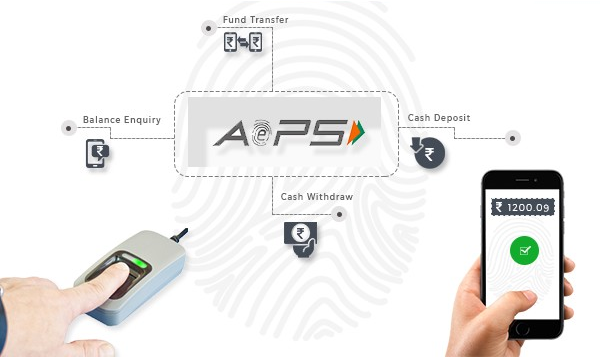 Fund Transfer
Balance Enquiry
AePS
Cash Deposit
Cash Withdraw
₹ 1200.09